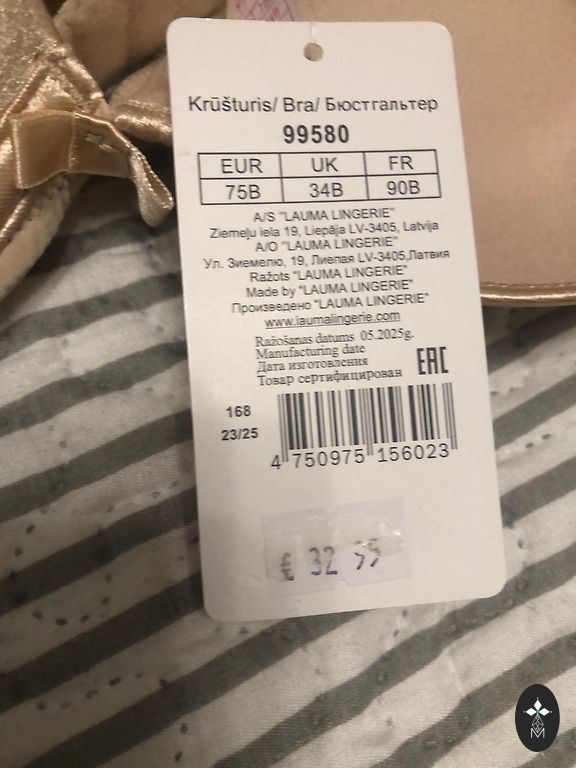 Krūšturis/ Bra/ Бюстгальтер
99580
EUR UK FR
75B 34B 90B
A/S "LAUMA LINGERIE"
Ziemeļu iela 19, Liepāja LV-3405, Latvija
A/O "LAUMA LINGERIE"
Ул. Зиемелю, 19, Лиепая LV-3405,Латвия
Ražots "LAUMA LINGERIE"
Made by "LAUMA LINGERIE"
Произведено "LAUMA LINGERIE"
www.laumalingerie.com
Ražošanas datums 05.2025g.
Manufacturing date
Дата изготовления
Товар сертифицирован
EAC
168
23/25
4 750975 156023
€ 32 95
M